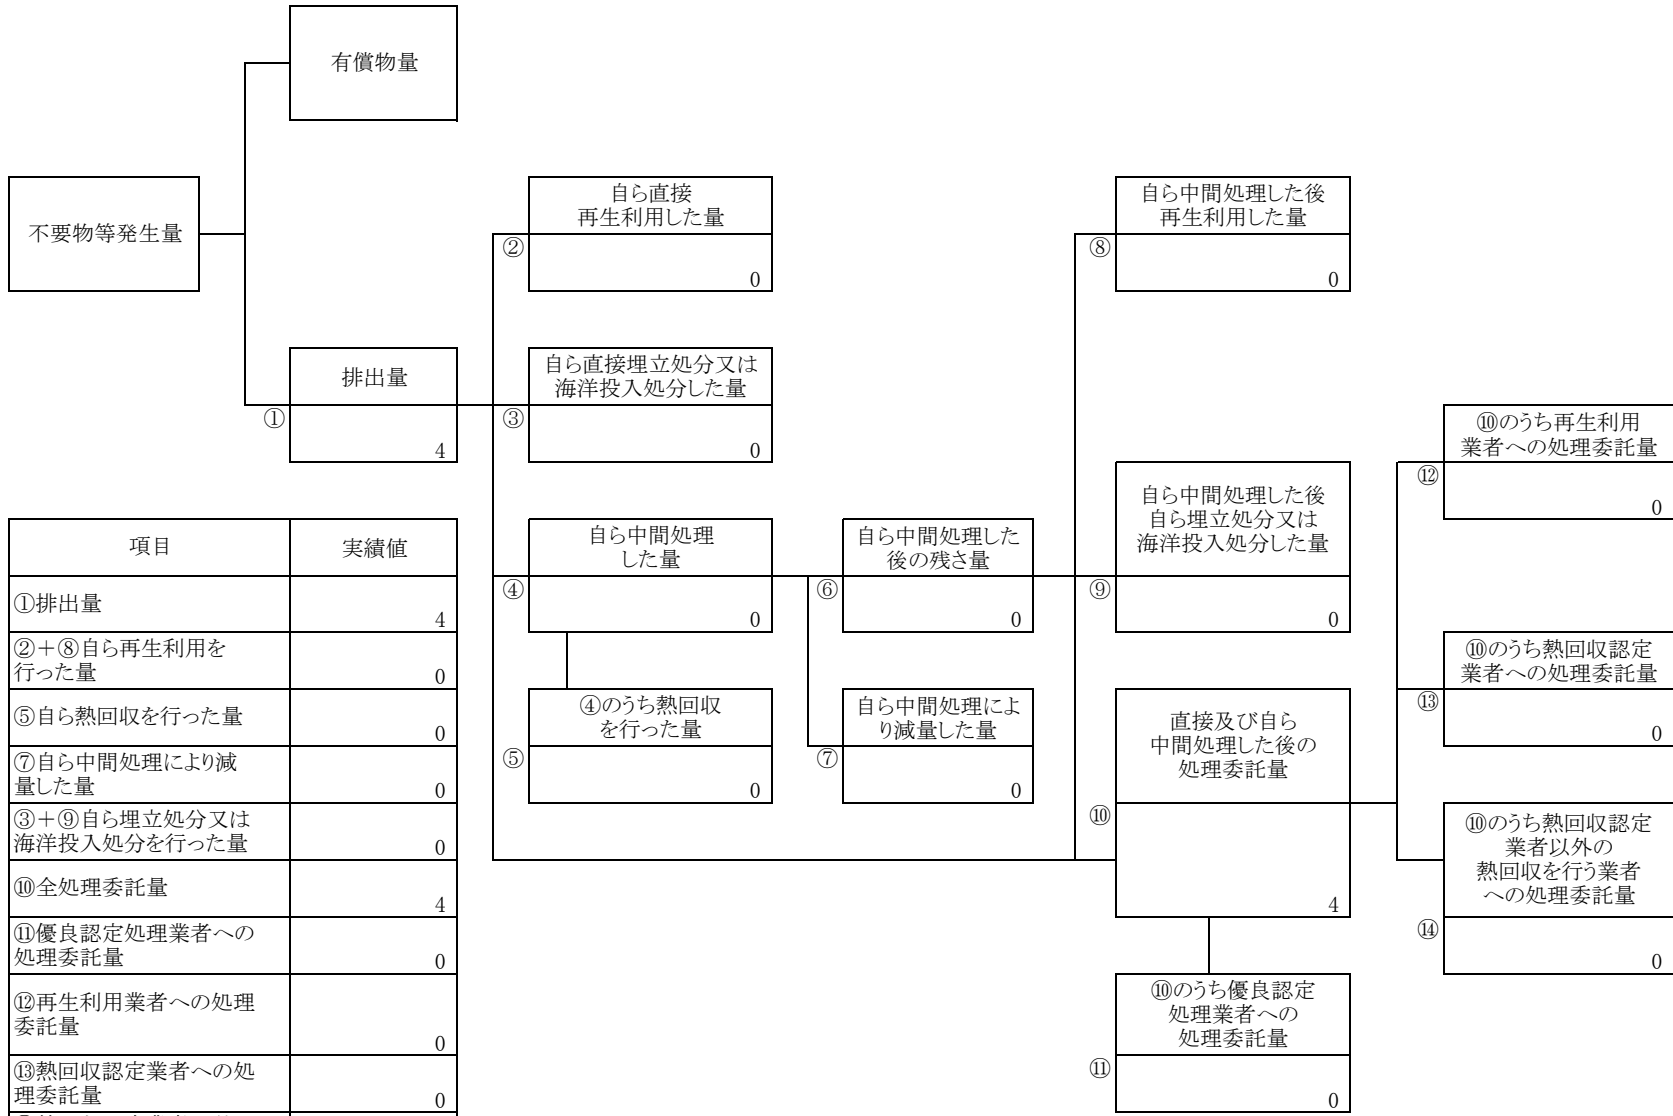 有償物量
不要物等発生量
自ら直接
再生利用した量
②
0
自ら中間処理した後
再生利用した量
⑧
0
排出量
①
4
自ら直接埋立処分又は
海洋投入処分した量
③
0
⑩のうち再生利用
業者への処理委託量
⑫
0
自ら中間処理
した量
④
0
自ら中間処理した
後の残さ量
⑥
0
自ら中間処理した後
自ら埋立処分又は
海洋投入処分した量
⑨
0
⑩のうち熱回収認定
業者への処理委託量
⑬
0
④のうち熱回収
を行った量
⑤
0
自ら中間処理によ
り減量した量
⑦
0
直接及び自ら
中間処理した後の
処理委託量
⑩
4
⑩のうち熱回収認定
業者以外の
熱回収を行う業者
への処理委託量
⑭
0
⑩のうち優良認定
処理業者への
処理委託量
⑪
0
項目 実績値
①排出量
4
②+⑧自ら再生利用を
行った量
0
⑤自ら熱回収を行った量
0
⑦自ら中間処理により減
量した量
0
③+⑨自ら埋立処分又は
海洋投入処分を行った量
0
⑩全処理委託量
4
⑪優良認定処理業者への
処理委託量
0
⑫再生利用業者への処理
委託量
0
⑬熱回収認定業者への処
理委託量
0